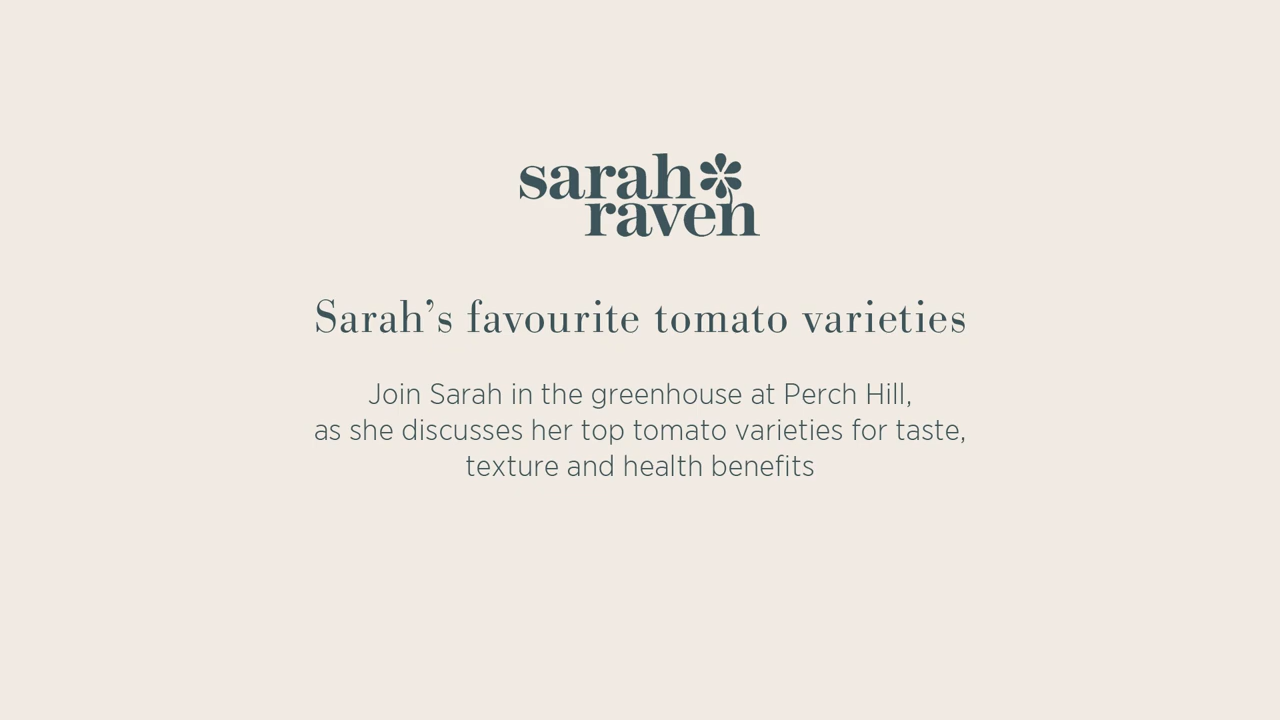 sarah
raven
Sarah’s favourite tomato varieties
Join Sarah in the greenhouse at Perch Hill,
as she discusses her top tomato varieties for taste,
texture and health benefits